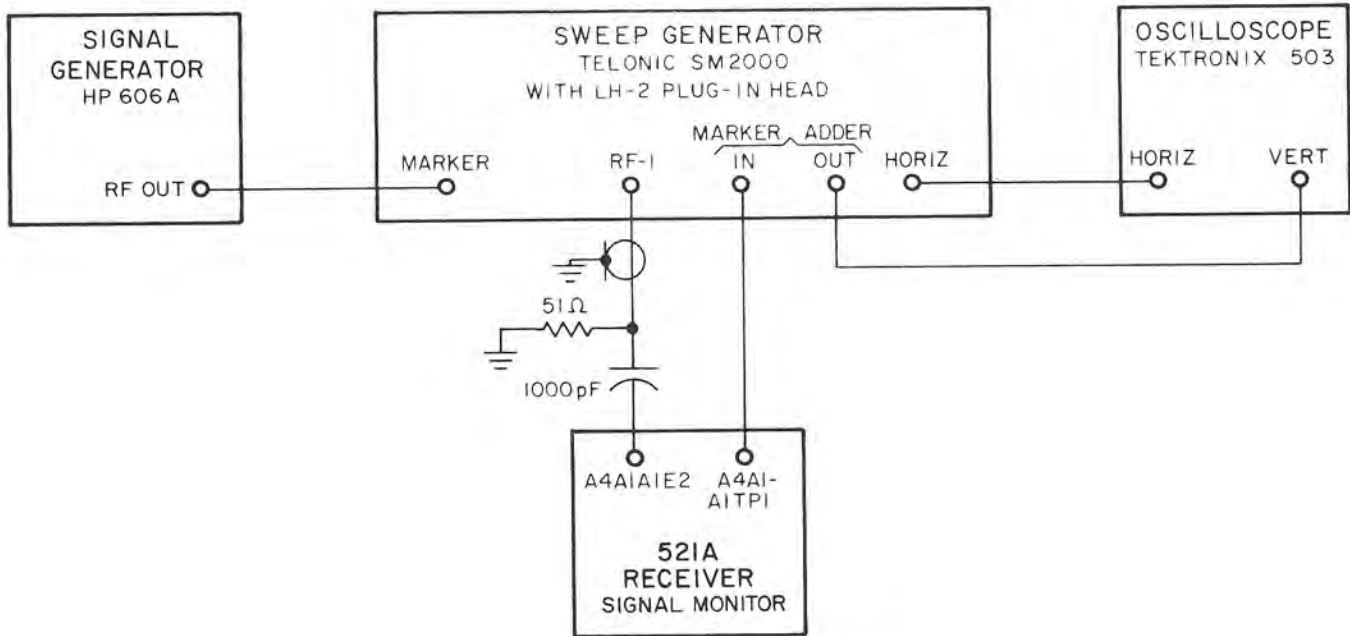 SIGNAL
GENERATOR
HP 606A
RF OUT
SWEEP GENERATOR
TELONIC SM2000
WITH LH-2 PLUG-IN HEAD
MARKER
RF-1
MARKER ADDER
IN
OUT
HORIZ
OSCILLOSCOPE
TEKTRONIX 503
HORIZ
VERT
51Ω
1000pF
A4A1A1E2
A4A1-
A1TP1
521A
RECEIVER
SIGNAL MONITOR